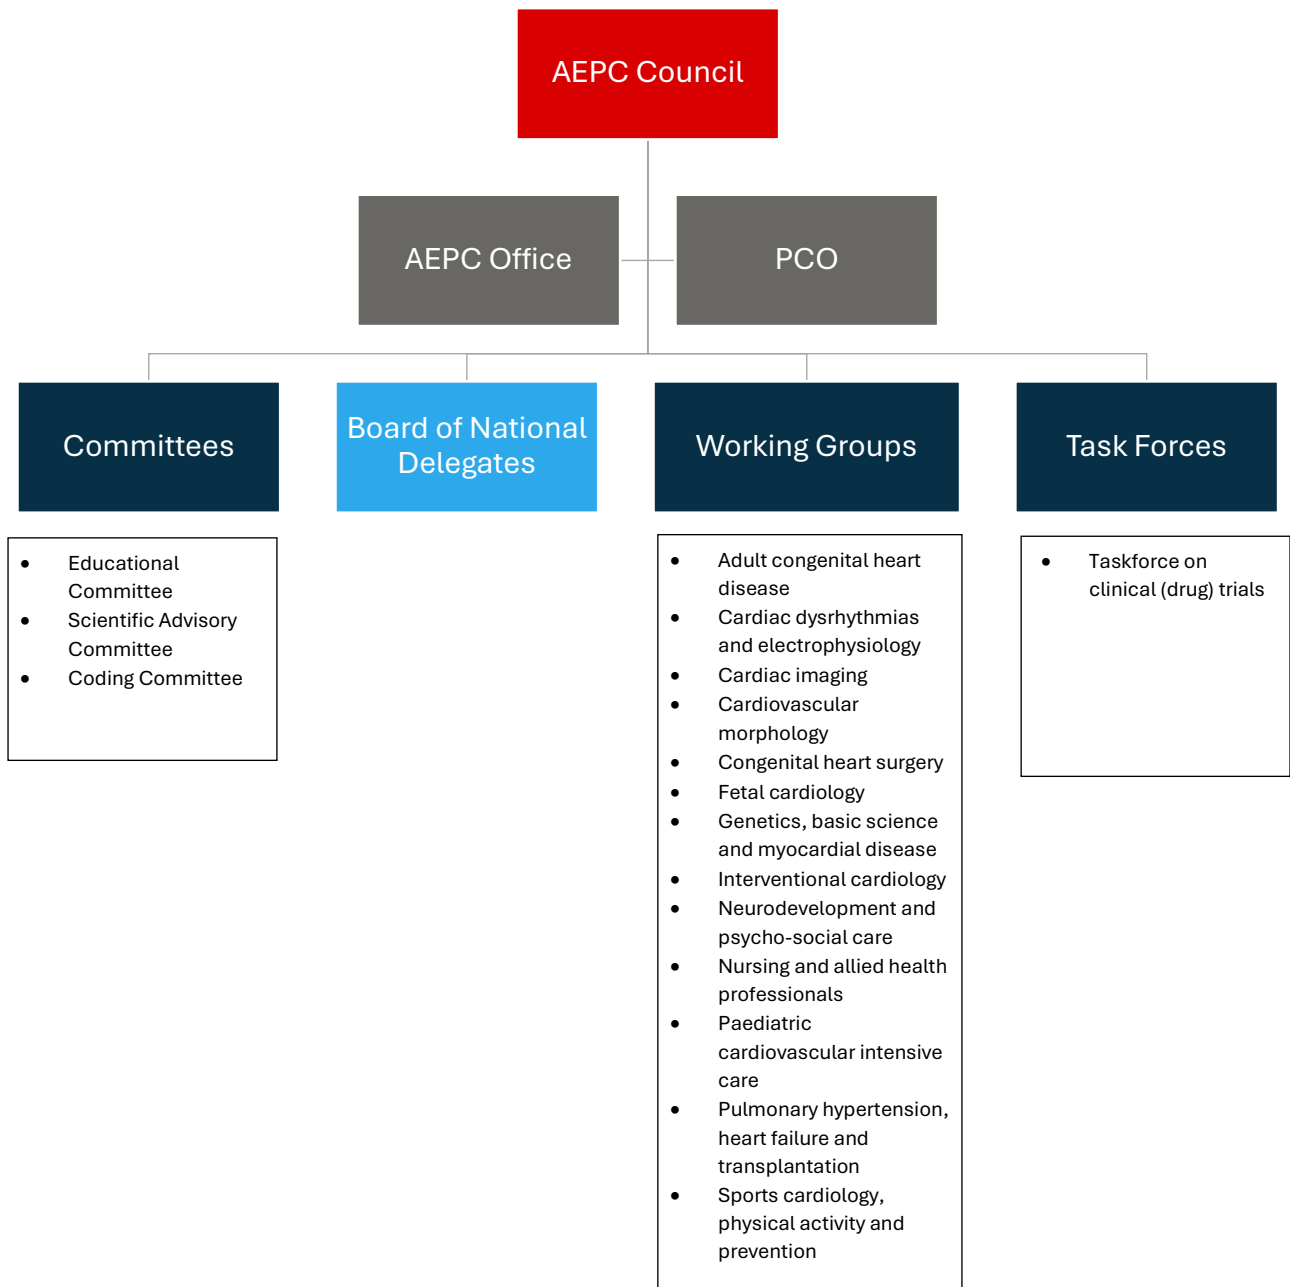 AEPC Council
AEPC Office
PCO
Committees
Board of National
Delegates
Working Groups
Task Forces
• Educational
Committee
• Scientific Advisory
Committee
• Coding Committee
• Adult congenital heart
disease
• Cardiac dysrhythmias
and electrophysiology
• Cardiac imaging
• Cardiovascular
morphology
• Congenital heart surgery
• Fetal cardiology
• Genetics, basic science
and myocardial disease
• Interventional cardiology
• Neurodevelopment and
psycho-social care
• Nursing and allied health
professionals
• Paediatric
cardiovascular intensive
care
• Pulmonary hypertension,
heart failure and
transplantation
• Sports cardiology,
physical activity and
prevention
• Taskforce on
clinical (drug) trials